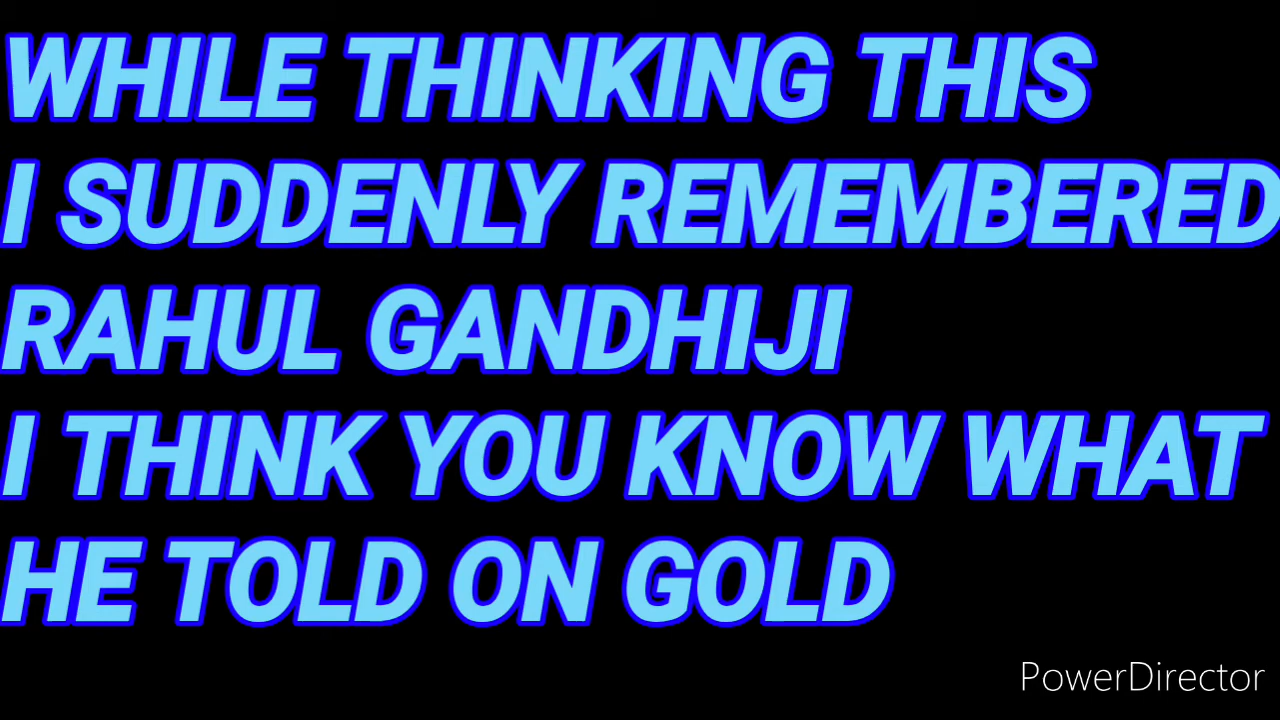 WHILE THINKING THIS
I SUDDENLY REMEMBERED
RAHUL GANDHIJI
I THINK YOU KNOW WHAT
HE TOLD ON GOLD
PowerDirector